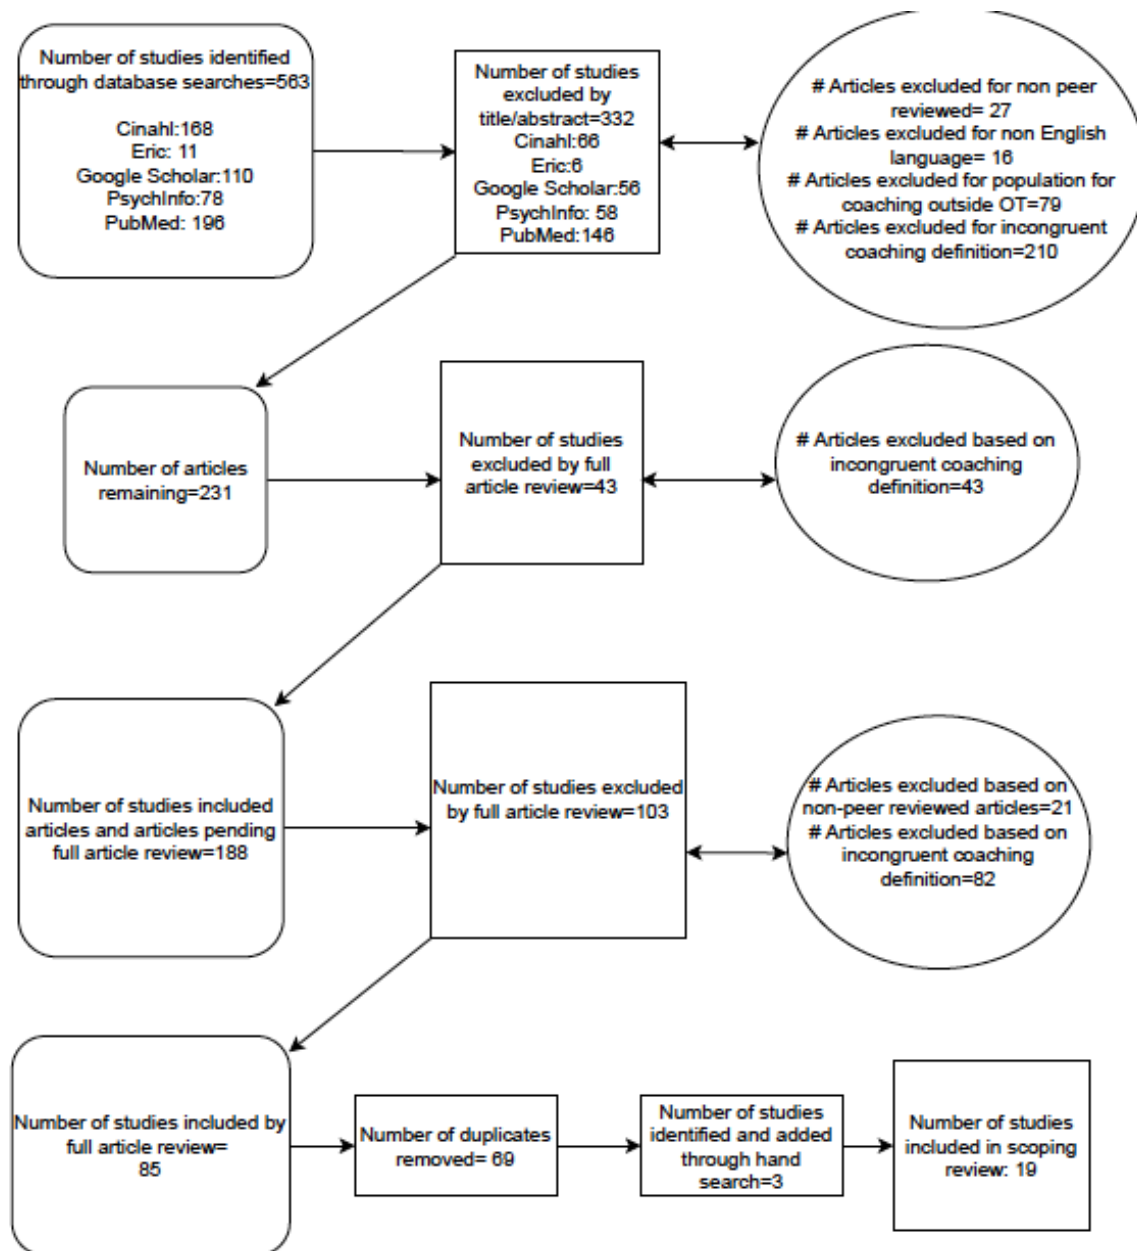 Number of studies identified
through database searches=563
Cinahl:168
Eric: 11
Google Scholar:110
PsychInfo:78
PubMed: 196
Number of studies
excluded by
title/abstract=332
Cinahl:66
Eric:6
Google Scholar:56
PsychInfo: 58
PubMed:146
# Articles excluded for non peer
reviewed= 27
# Articles excluded for non English
language= 16
# Articles excluded for population for
coaching outside OT=79
# Articles excluded for incongruent
coaching definition=210
Number of articles
remaining=231
Number of studies
excluded by full
article review=43
# Articles excluded based on
incongruent coaching
definition=43
Number of studies included
articles and articles pending
full article review=188
Number of studies excluded
by full article review=103
# Articles excluded based on
non-peer reviewed articles=21
# Articles excluded based on
incongruent coaching
definition=82
Number of studies included by
full article review=
85
Number of duplicates
removed= 69
Number of studies
identified and added
through hand
search=3
Number of studies
included in scoping
review: 19